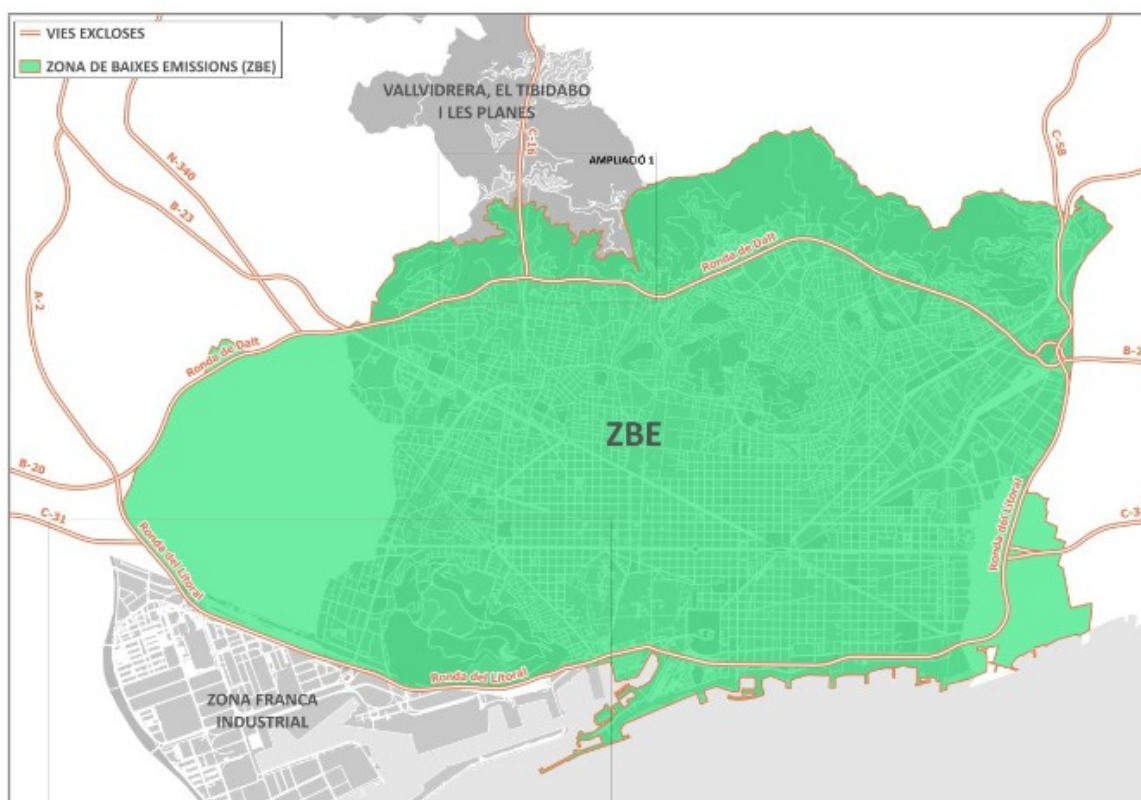 VIES EXCLOSES
ZONA DE BAIXES EMISSIONS (ZBE)
VALLVIDRERA, EL TIBIDABO
I LES PLANES
C-16
AMPLIACIÓ 1
C-58
N-340
B-23
A-2
Ronda de Dalt
Ronda de Dalt
B-20
C-31
ZBE
Ronda del Litoral
Ronda del Litoral
Ronda del Litoral
ZONA FRANCA
INDUSTRIAL